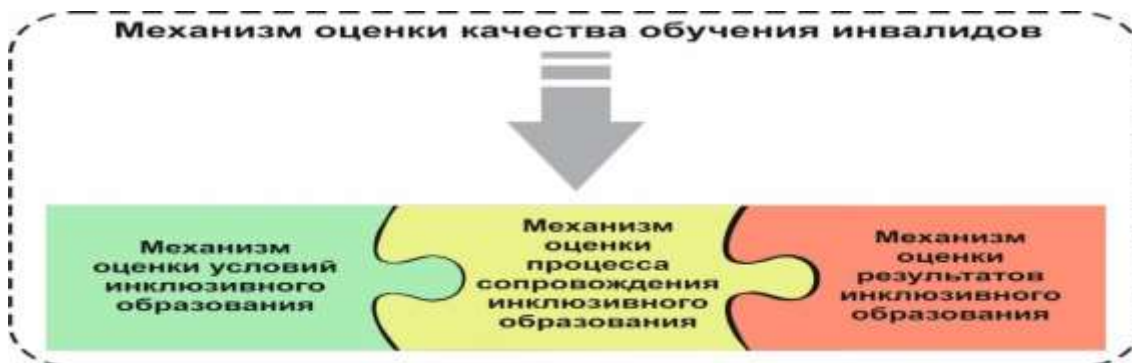 Механизм оценки качества обучения инвалидов
Механизм
оценки условий
инклюзивного
образования
Механизм
оценки
процесса
сопровождения
инклюзивного
образования
Механизм
оценки
результатов
инклюзивного
образования